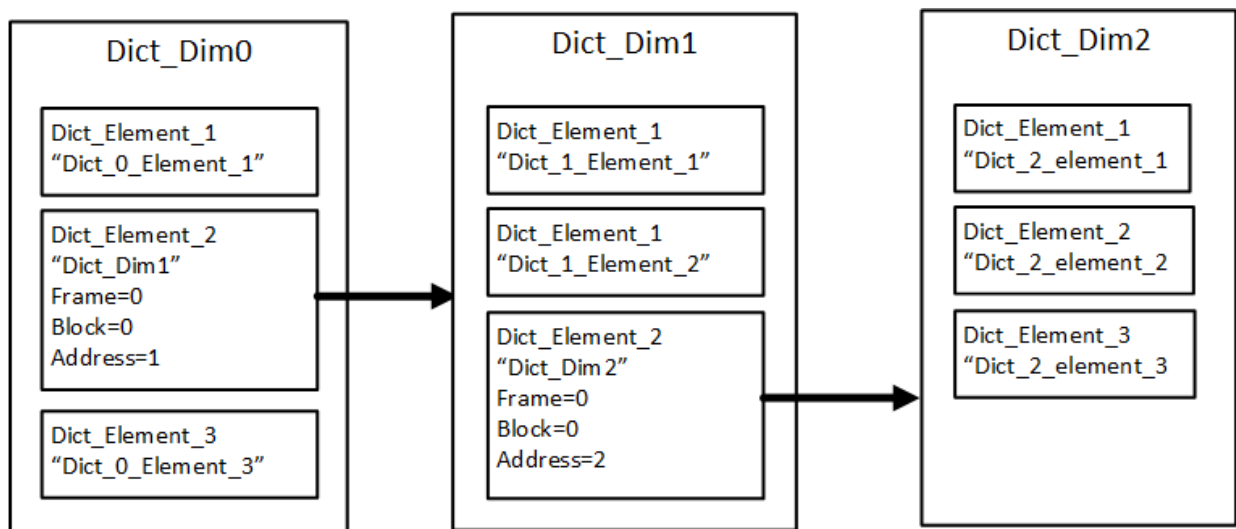 Dict_Dim0
Dict_Element_1
“Dict_0_Element_1”
Dict_Element_2
“Dict_Dim1”
Frame=0
Block=0
Address=1
Dict_Element_3
“Dict_0_Element_3”
Dict_Dim1
Dict_Element_1
“Dict_1_Element_1”
Dict_Element_1
“Dict_1_Element_2”
Dict_Element_2
“Dict_Dim2”
Frame=0
Block=0
Address=2
Dict_Dim2
Dict_Element_1
“Dict_2_element_1
Dict_Element_2
“Dict_2_element_2
Dict_Element_3
“Dict_2_element_3